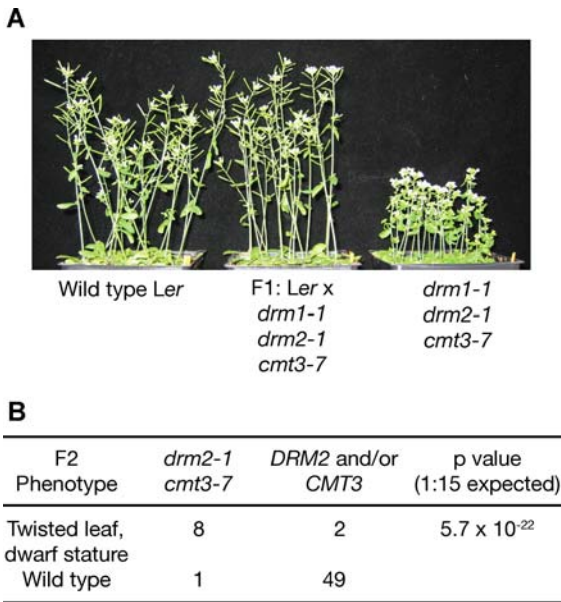 A
Wild type Ler
F1: Ler x
drm1-1
drm2-1
cmt3-7
drm1-1
drm2-1
cmt3-7
B
F2 Phenotype drm2-1 cmt3-7 DRM2 and/or CMT3 p value (1:15 expected)
Twisted leaf, dwarf stature 8 2 5.7 x 10⁻²²
Wild type 1 49